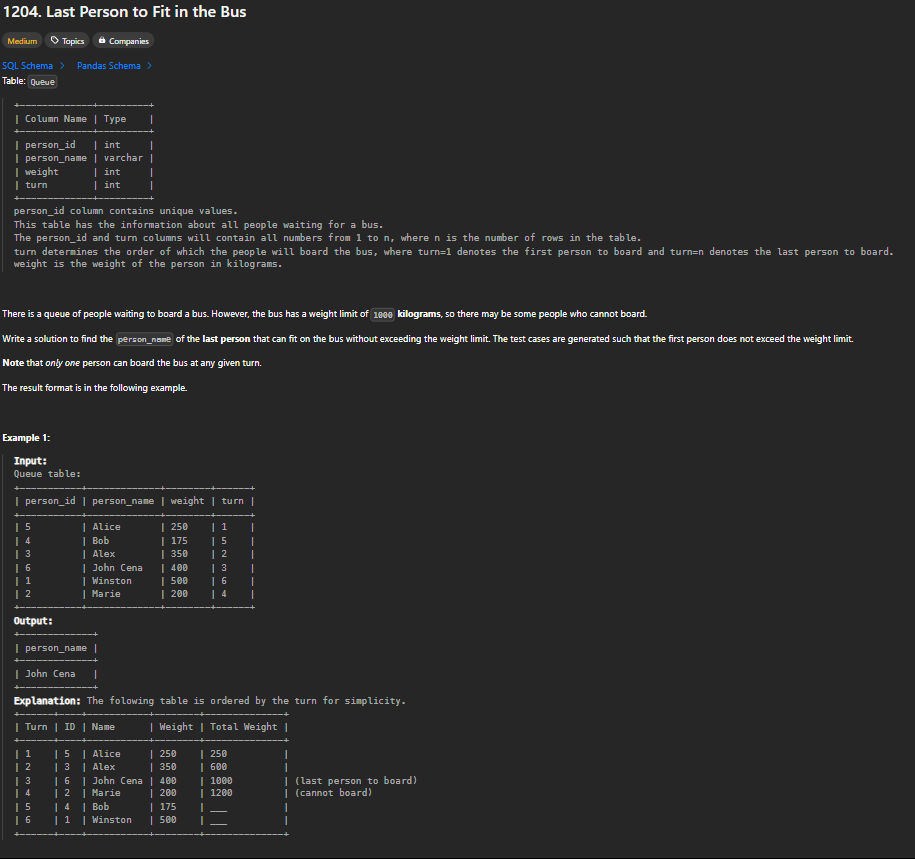 1204. Last Person to Fit in the Bus
Medium Topics Companies
SQL Schema > Pandas Schema >
Table: Queue
+-------------+---------+
| Column Name | Type    |
+-------------+---------+
| person_id   | int     |
| person_name | varchar |
| weight      | int     |
| turn        | int     |
+-------------+---------+
person_id column contains unique values.
This table has the information about all people waiting for a bus.
The person_id and turn columns will contain all numbers from 1 to n, where n is the number of rows in the table.
turn determines the order of which the people will board the bus, where turn=1 denotes the first person to board and turn=n denotes the last person to board.
weight is the weight of the person in kilograms.
There is a queue of people waiting to board a bus. However, the bus has a weight limit of 1000 kilograms, so there may be some people who cannot board.
Write a solution to find the person_name of the last person that can fit on the bus without exceeding the weight limit. The test cases are generated such that the first person does not exceed the weight limit.
Note that only one person can board the bus at any given turn.
The result format is in the following example.
Example 1:
Input:
Queue table:
+-----------+-------------+--------+------+
| person_id | person_name | weight | turn |
+-----------+-------------+--------+------+
| 5         | Alice       | 250    | 1    |
| 4         | Bob         | 175    | 5    |
| 3         | Alex        | 350    | 2    |
| 6         | John Cena   | 400    | 3    |
| 1         | Winston     | 500    | 6    |
| 2         | Marie       | 200    | 4    |
+-----------+-------------+--------+------+
Output:
+-------------+
| person_name |
+-------------+
| John Cena   |
+-------------+
Explanation: The folowing table is ordered by the turn for simplicity.
+------+----+-----------+--------+--------------+
| Turn | ID | Name      | Weight | Total Weight |
+------+----+-----------+--------+--------------+
| 1    | 5  | Alice     | 250    | 250          |
| 2    | 3  | Alex      | 350    | 600          |
| 3    | 6  | John Cena | 400    | 1000         | (last person to board)
| 4    | 2  | Marie     | 200    | 1200         | (cannot board)
| 5    | 4  | Bob       | 175    | ___          |
| 6    | 1  | Winston   | 500    | ___          |
+------+----+-----------+--------+--------------+